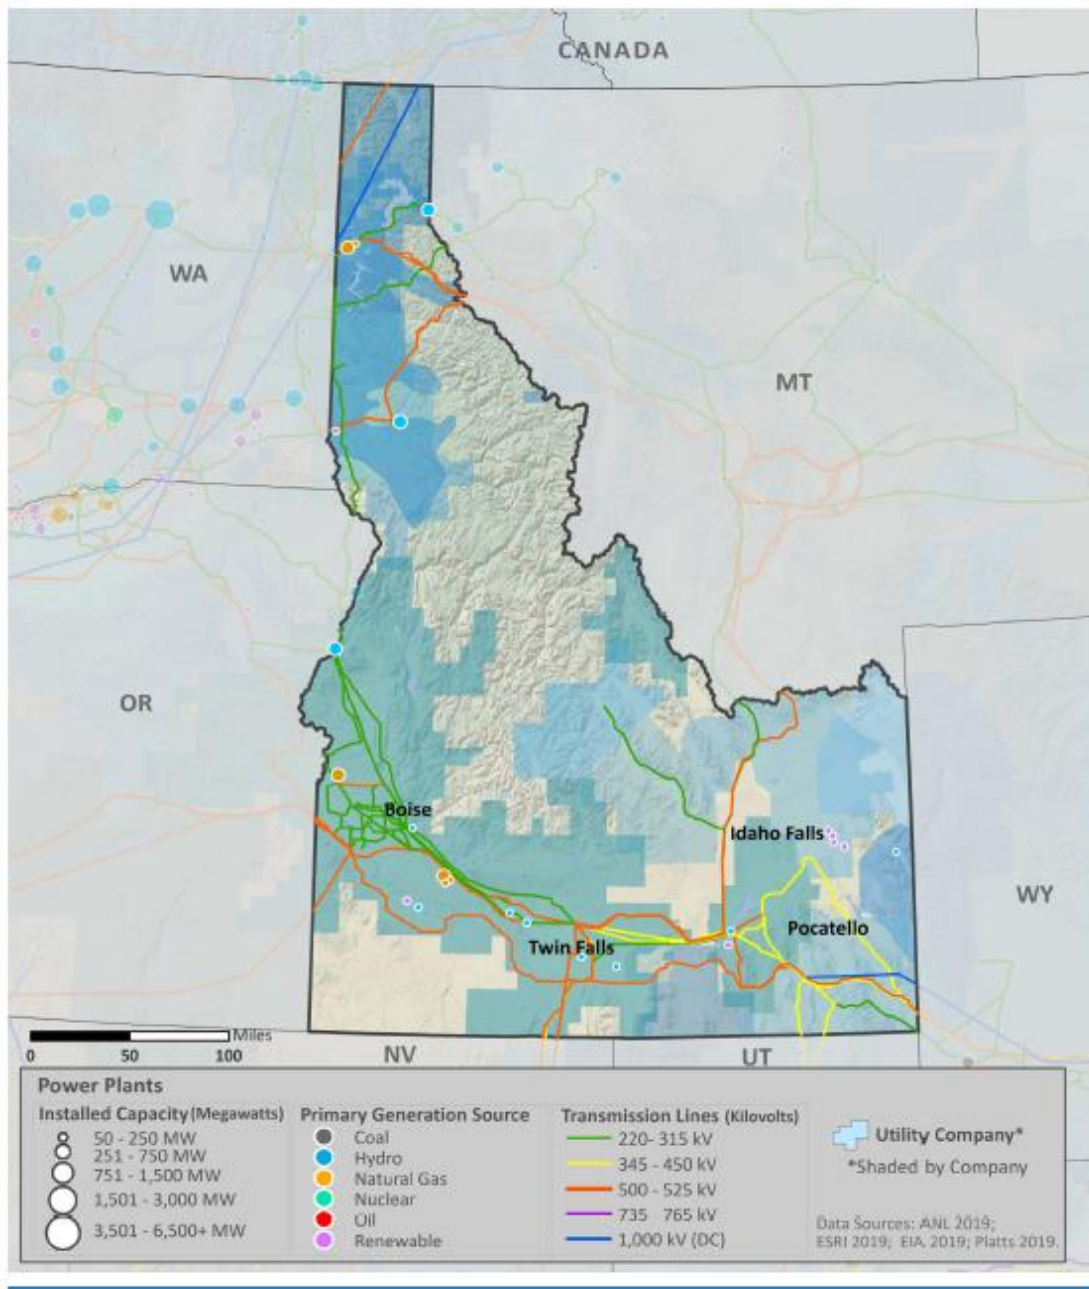 CANADA
WA
MT
OR
Boise
Idaho Falls
WY
Pocatello
Twin Falls
Miles
0 50 100
NV
UT
Power Plants
Installed Capacity (Megawatts)
50 - 250 MW
251 - 750 MW
751 - 1,500 MW
1,501 - 3,000 MW
3,501 - 6,500+ MW
Primary Generation Source
Coal
Hydro
Natural Gas
Nuclear
Oil
Renewable
Transmission Lines (Kilovolts)
220- 315 kV
345 - 450 kV
500 - 525 kV
735 765 kV
1,000 kV (DC)
Utility Company*
*Shaded by Company
Data Sources: ANL 2019;
ESRI 2019; EIA 2019; Platts 2019.